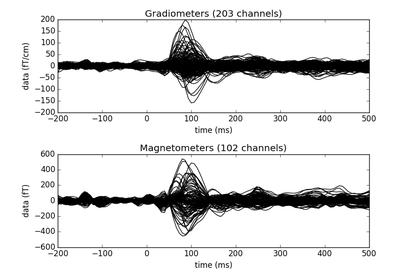 Gradiometers (203 channels)
200
150
100
50
0
−50
−100
−150
−200
data (fT/cm)
−200 −100 0 100 200 300 400 500
time (ms)
Magnetometers (102 channels)
600
400
200
0
−200
−400
−600
data (fT)
−200 −100 0 100 200 300 400 500
time (ms)